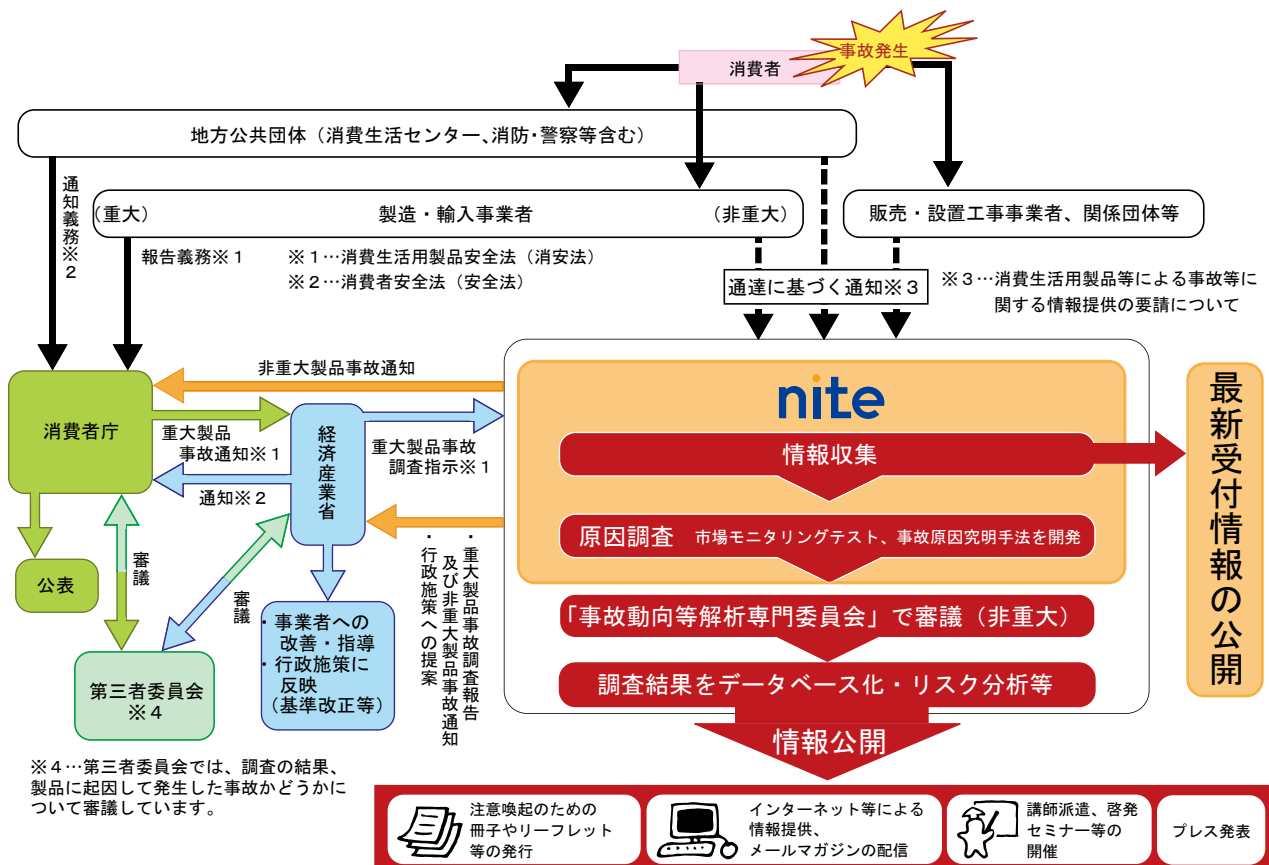 事故発生
消費者
地方公共団体（消費生活センター、消防・警察等含む）
通知義務※２
（重大）
製造・輸入事業者
（非重大）
販売・設置工事事業者、関係団体等
報告義務※１
※１…消費生活用製品安全法（消安法）
※２…消費者安全法（安全法）
通達に基づく通知※３
※３…消費生活用製品等による事故等に
関する情報提供の要請について
非重大製品事故通知
消費者庁
重大製品
事故通知※１
通知※２
経済産業省
重大製品事故
調査指示※１
nite
情報収集
原因調査　市場モニタリングテスト、事故原因究明手法を開発
最新受付情報の公開
公表
審議
審議
・重大製品事故調査報告
及び非重大製品事故通知
・行政施策への提案
「事故動向等解析専門委員会」で審議（非重大）
調査結果をデータベース化・リスク分析等
第三者委員会
※４
・事業者への
改善・指導
・行政施策に
反映
（基準改正等）
情報公開
※４…第三者委員会では、調査の結果、
製品に起因して発生した事故かどうかに
ついて審議しています。
注意喚起のための
冊子やリーフレット
等の発行
インターネット等による
情報提供、
メールマガジンの配信
講師派遣、啓発
セミナー等の
開催
プレス発表